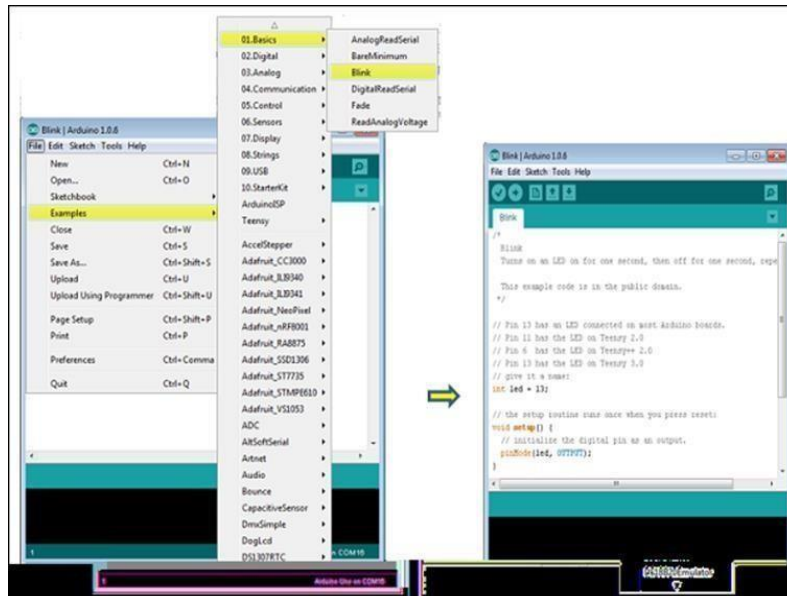 01.Basics
02.Digital
03.Analog
04.Communication
05.Control
06.Sensors
07.Display
08.Strings
09.USB
10.StarterKit
ArduinoISP
Teensy
AccelStepper
Adafruit_CC3000
Adafruit_ILI9340
Adafruit_ILI9341
Adafruit_NeoPixel
Adafruit_nRF8001
Adafruit_RA8875
Adafruit_SSD1306
Adafruit_ST7735
Adafruit_STMPE610
Adafruit_VS1053
ADC
AltSoftSerial
Artnet
Audio
Bounce
CapacitiveSensor
DmxSimple
DogLcd
DS1307RTC
AnalogReadSerial
BareMinimum
Blink
DigitalReadSerial
Fade
ReadAnalogVoltage
Blink | Arduino 1.0.6
File Edit Sketch Tools Help
New Ctrl+N
Open... Ctrl+O
Sketchbook
Examples
Close Ctrl+W
Save Ctrl+S
Save As... Ctrl+Shift+S
Upload Ctrl+U
Upload Using Programmer Ctrl+Shift+U
Page Setup Ctrl+Shift+P
Print Ctrl+P
Preferences Ctrl+Comma
Quit Ctrl+Q
1 on COM16
1 Arduino Uno on COM16
Blink | Arduino 1.0.6
File Edit Sketch Tools Help
Blink
/*
Blink
Turns on an LED on for one second, then off for one second, repe
This example code is in the public domain.
*/
// Pin 13 has an LED connected on most Arduino boards.
// Pin 11 has the LED on Teensy 2.0
// Pin 6 has the LED on Teensy++ 2.0
// Pin 13 has the LED on Teensy 3.0
// give it a name:
int led = 13;
// the setup routine runs once when you press reset:
void setup() {
// initialize the digital pin as an output.
pinMode(led, OUTPUT);
}